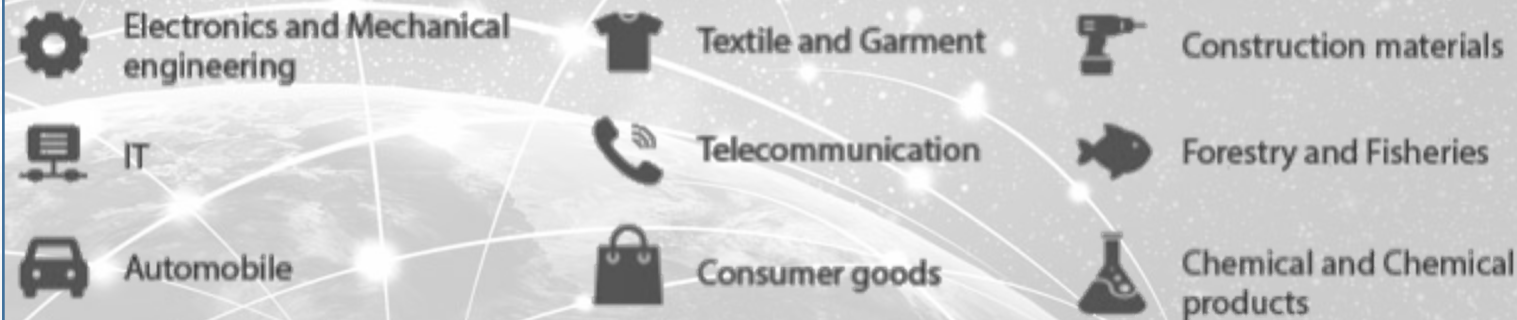 Electronics and Mechanical
engineering
Textile and Garment
Construction materials
IT
Telecommunication
Forestry and Fisheries
Automobile
Consumer goods
Chemical and Chemical
products